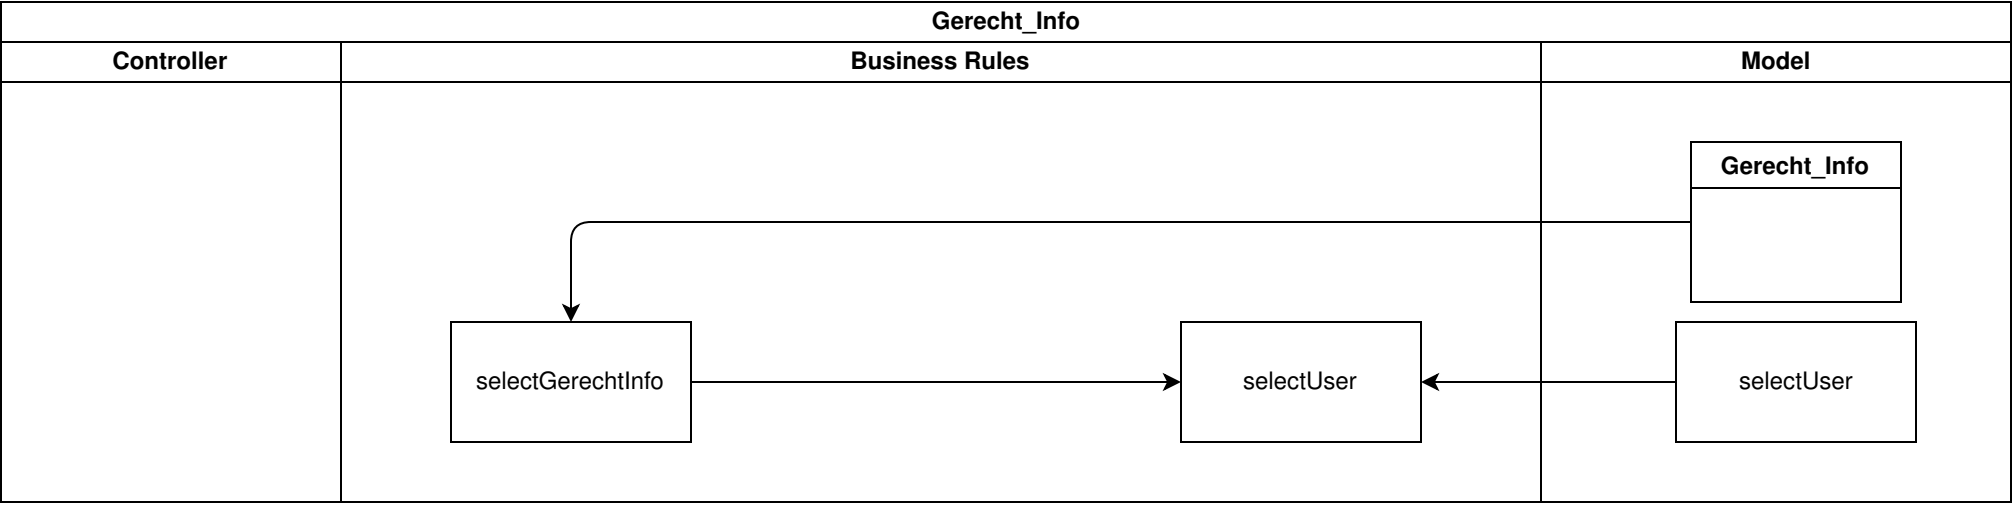 Gerecht_Info
Controller
Business Rules
Model
Gerecht_Info
selectGerechtInfo
selectUser
selectUser